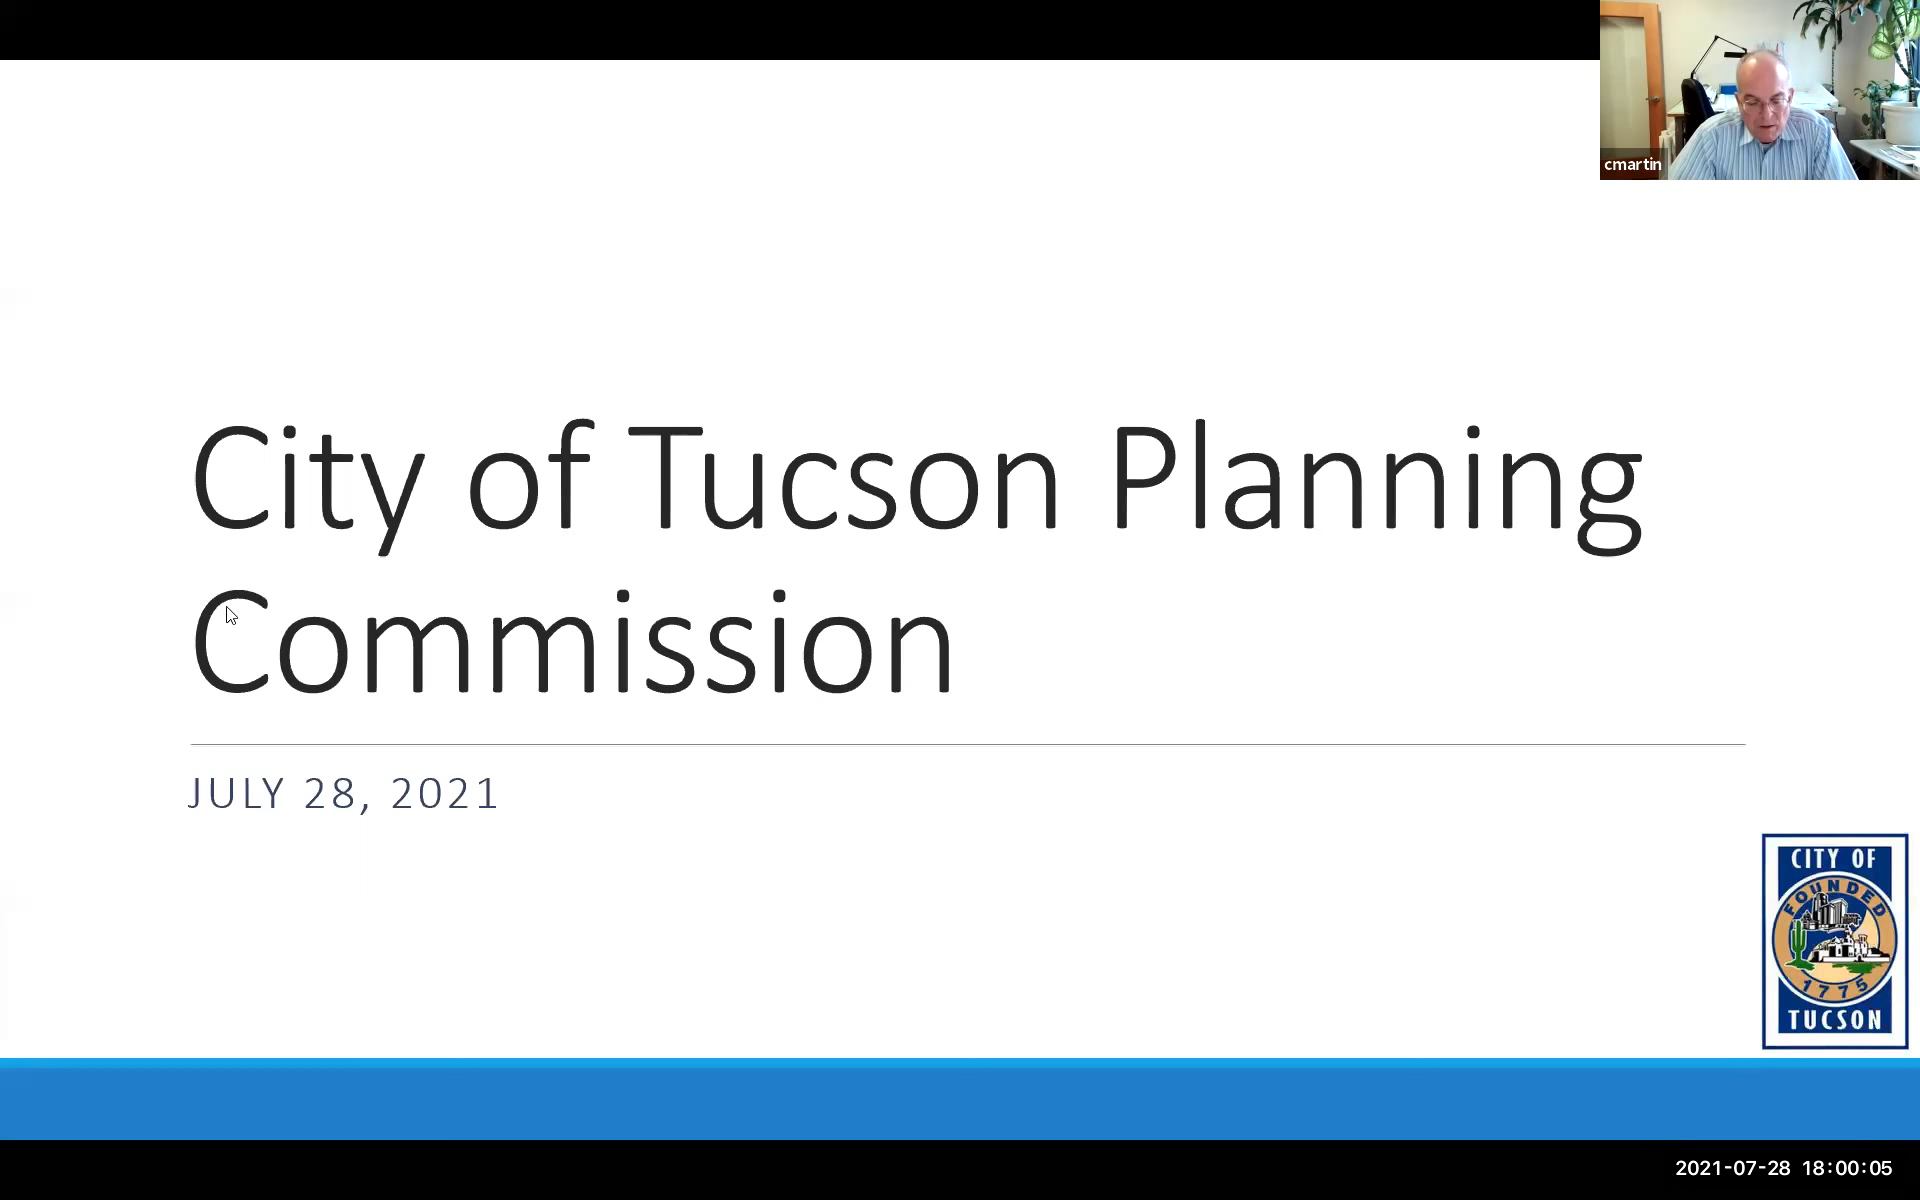 cmartin
City of Tucson Planning
Commission
JULY 28, 2021
CITY OF
FOUNDED
1775
TUCSON
2021-07-28 18:00:05